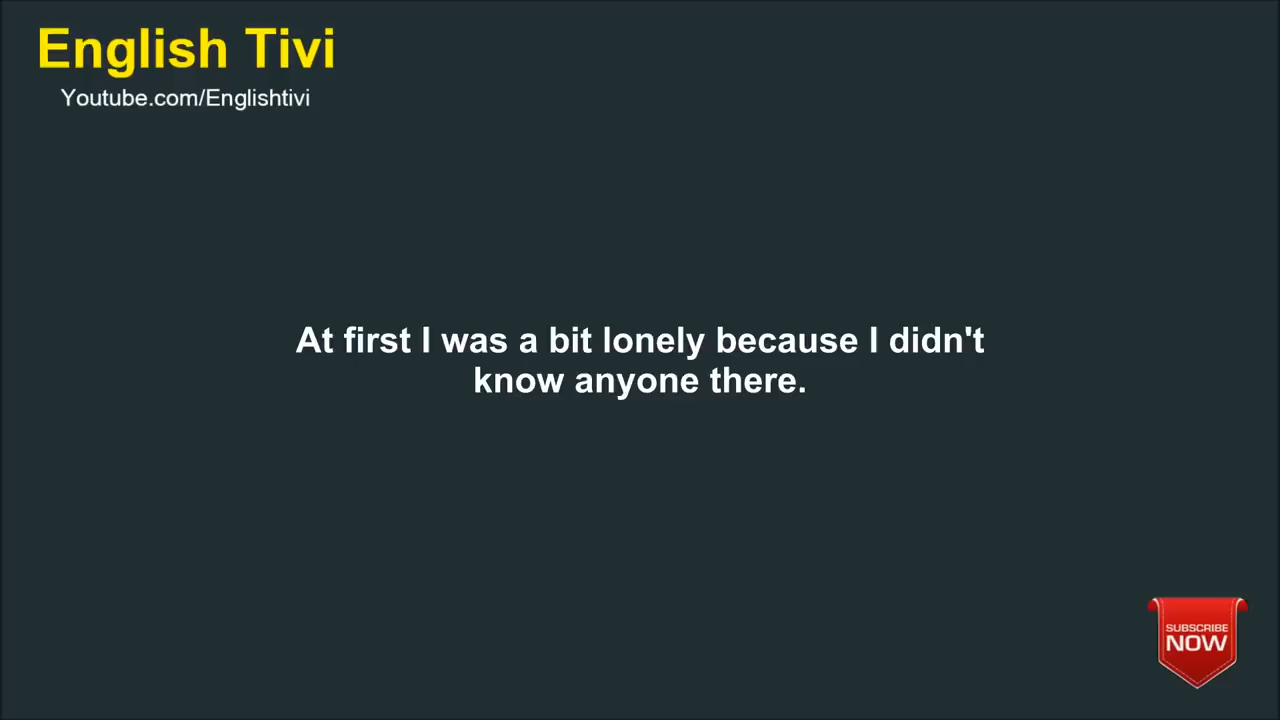 English Tivi
Youtube.com/Englishtivi
At first I was a bit lonely because I didn't
know anyone there.
SUBSCRIBE
NOW